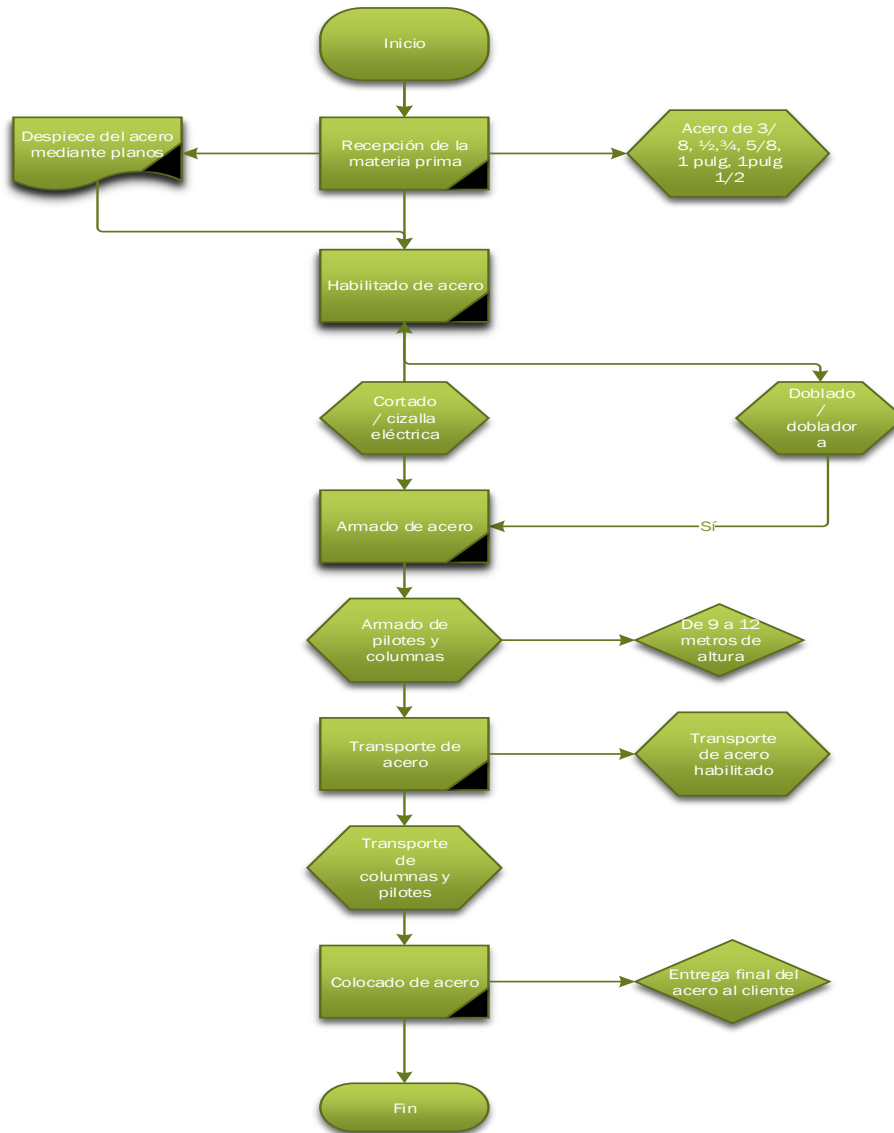 Inicio
Despiece del acero
mediante planos
Recepción de la
materia prima
Acero de 3/
8, ½,¾, 5/8,
1 pulg, 1pulg
1/2
Habilitado de acero
Cortado
/ cizalla
eléctrica
Doblado
/
doblador
a
Armado de acero
Sí
Armado de
pilotes y
columnas
De 9 a 12
metros de
altura
Transporte de
acero
Transporte
de acero
habilitado
Transporte
de
columnas y
pilotes
Colocado de acero
Entrega final del
acero al cliente
Fin